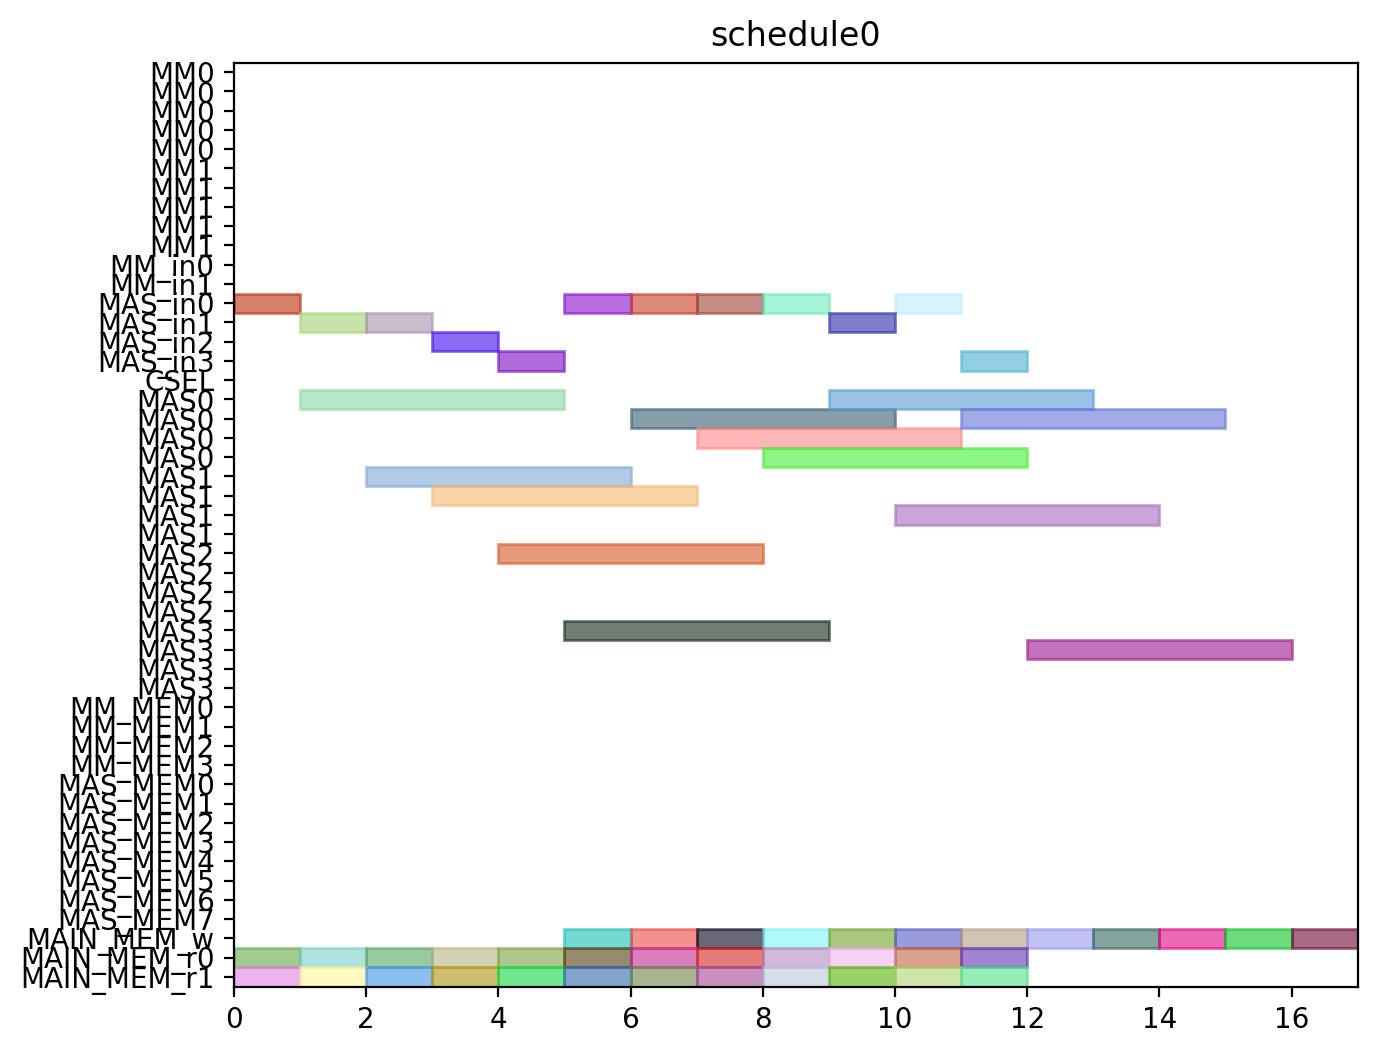 schedule0
MM0
MM0
MM0
MM0
MM0
MM1
MM1
MM1
MM1
MM1
MM_in0
MM_in1
MAS_in0
MAS_in1
MAS_in2
MAS_in3
CSEL
MAS0
MAS0
MAS0
MAS0
MAS1
MAS1
MAS1
MAS1
MAS2
MAS2
MAS2
MAS2
MAS3
MAS3
MAS3
MAS3
MM_MEM0
MM_MEM1
MM_MEM2
MM_MEM3
MAS_MEM0
MAS_MEM1
MAS_MEM2
MAS_MEM3
MAS_MEM4
MAS_MEM5
MAS_MEM6
MAS_MEM7
MAIN_MEM_w
MAIN_MEM_r0
MAIN_MEM_r1
0 2 4 6 8 10 12 14 16